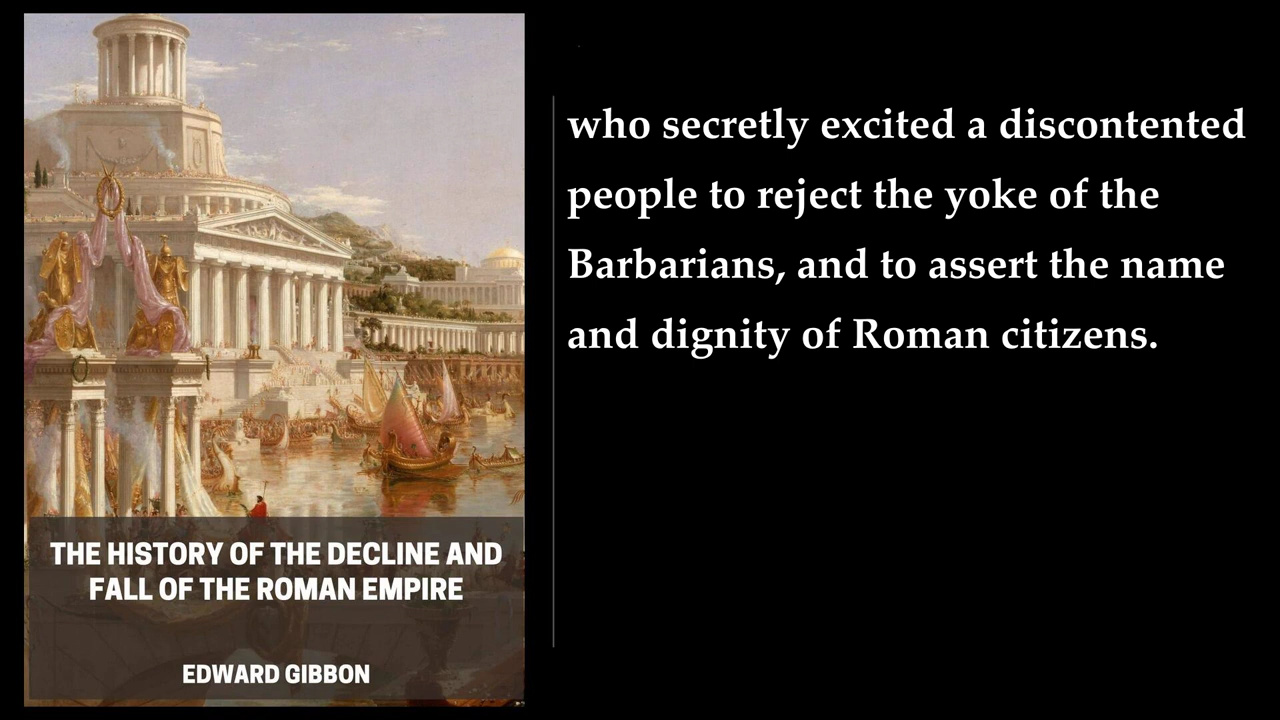 who secretly excited a discontented
people to reject the yoke of the
Barbarians, and to assert the name
and dignity of Roman citizens.
THE HISTORY OF THE DECLINE AND
FALL OF THE ROMAN EMPIRE
EDWARD GIBBON